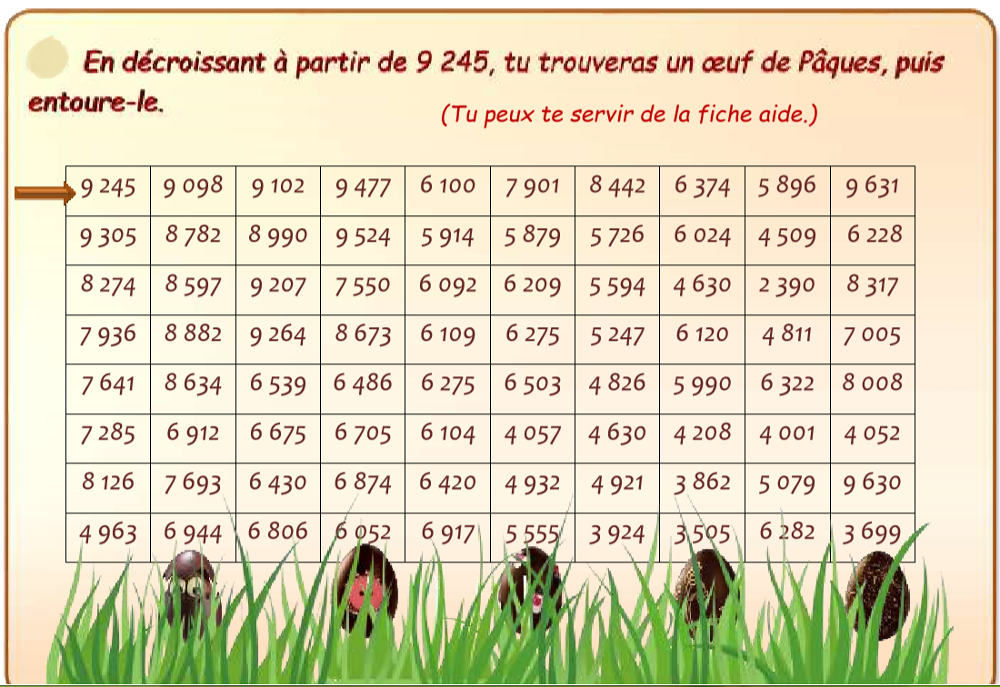 En décroissant à partir de 9 245, tu trouveras un œuf de Pâques, puis
entoure-le.
(Tu peux te servir de la fiche aide.)
9 245 9 098 9 102 9 477 6 100 7 901 8 442 6 374 5 896 9 631
9 305 8 782 8 990 9 524 5 914 5 879 5 726 6 024 4 509 6 228
8 274 8 597 9 207 7 550 6 092 6 209 5 594 4 630 2 390 8 317
7 936 8 882 9 264 8 673 6 109 6 275 5 247 6 120 4 811 7 005
7 641 8 634 6 539 6 486 6 275 6 503 4 826 5 990 6 322 8 008
7 285 6 912 6 675 6 705 6 104 4 057 4 630 4 208 4 001 4 052
8 126 7 693 6 430 6 874 6 420 4 932 4 921 3 862 5 079 9 630
4 963 6 944 6 806 6 052 6 917 5 555 3 924 3 505 6 282 3 699